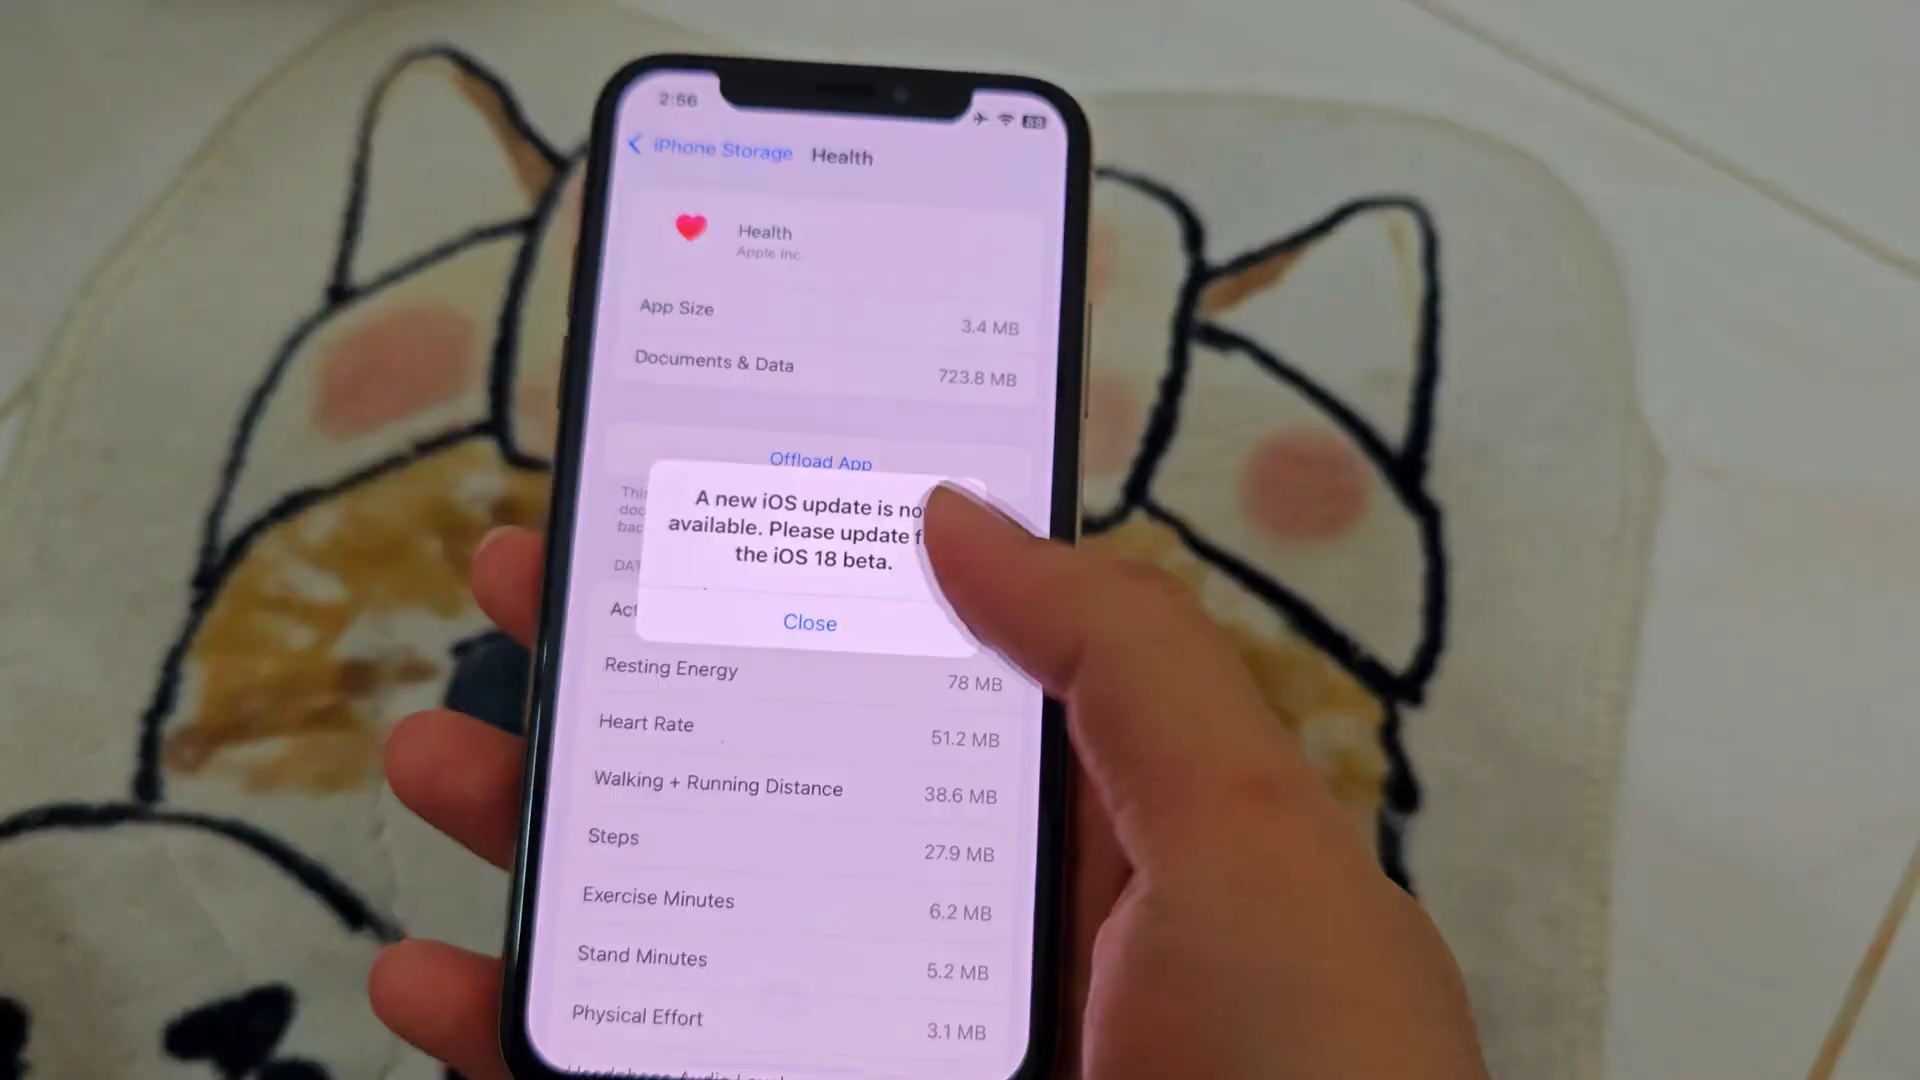 2:56
iPhone Storage Health
Health
Apple Inc.
App Size 3.4 MB
Documents & Data 723.8 MB
Offload App
A new iOS update is
available. Please update
the iOS 18 beta.
Close
Resting Energy 78 MB
Heart Rate 51.2 MB
Walking + Running Distance 38.6 MB
Steps 27.9 MB
Exercise Minutes 6.2 MB
Stand Minutes 5.2 MB
Physical Effort 3.1 MB